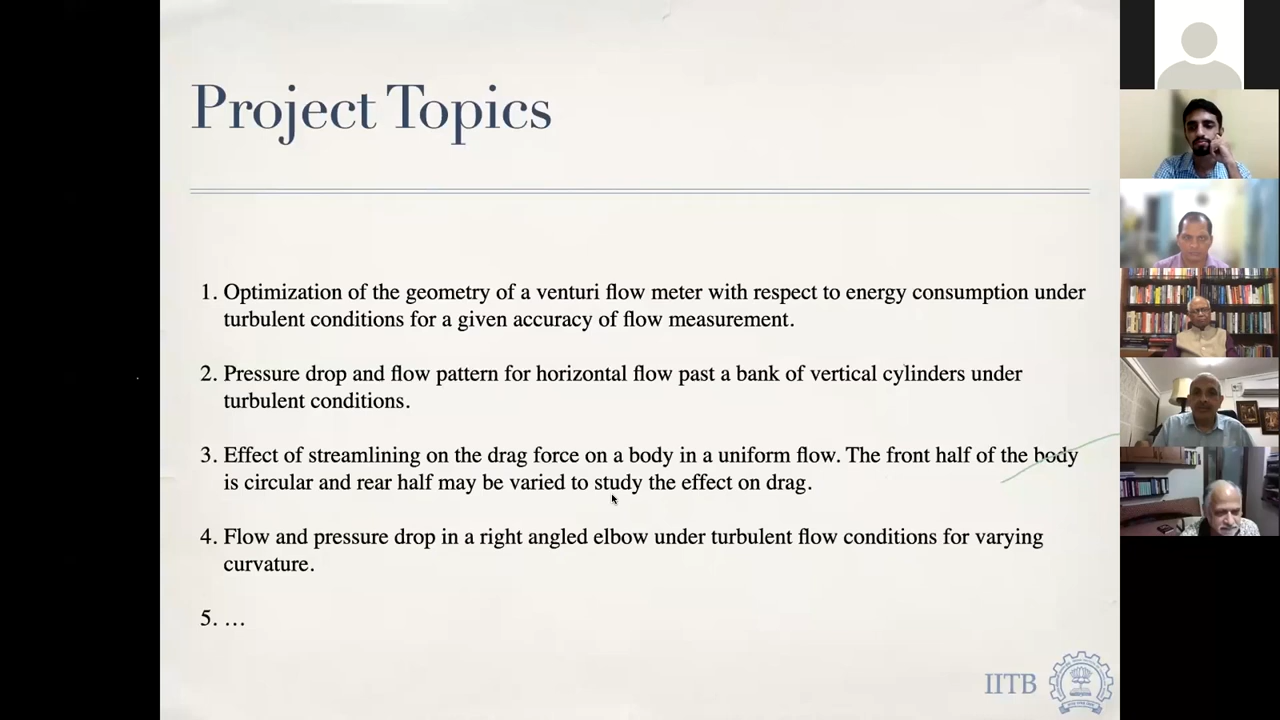 Project Topics
1. Optimization of the geometry of a venturi flow meter with respect to energy consumption under
turbulent conditions for a given accuracy of flow measurement.
2. Pressure drop and flow pattern for horizontal flow past a bank of vertical cylinders under
turbulent conditions.
3. Effect of streamlining on the drag force on a body in a uniform flow. The front half of the body
is circular and rear half may be varied to study the effect on drag.
4. Flow and pressure drop in a right angled elbow under turbulent flow conditions for varying
curvature.
5. …
IITB